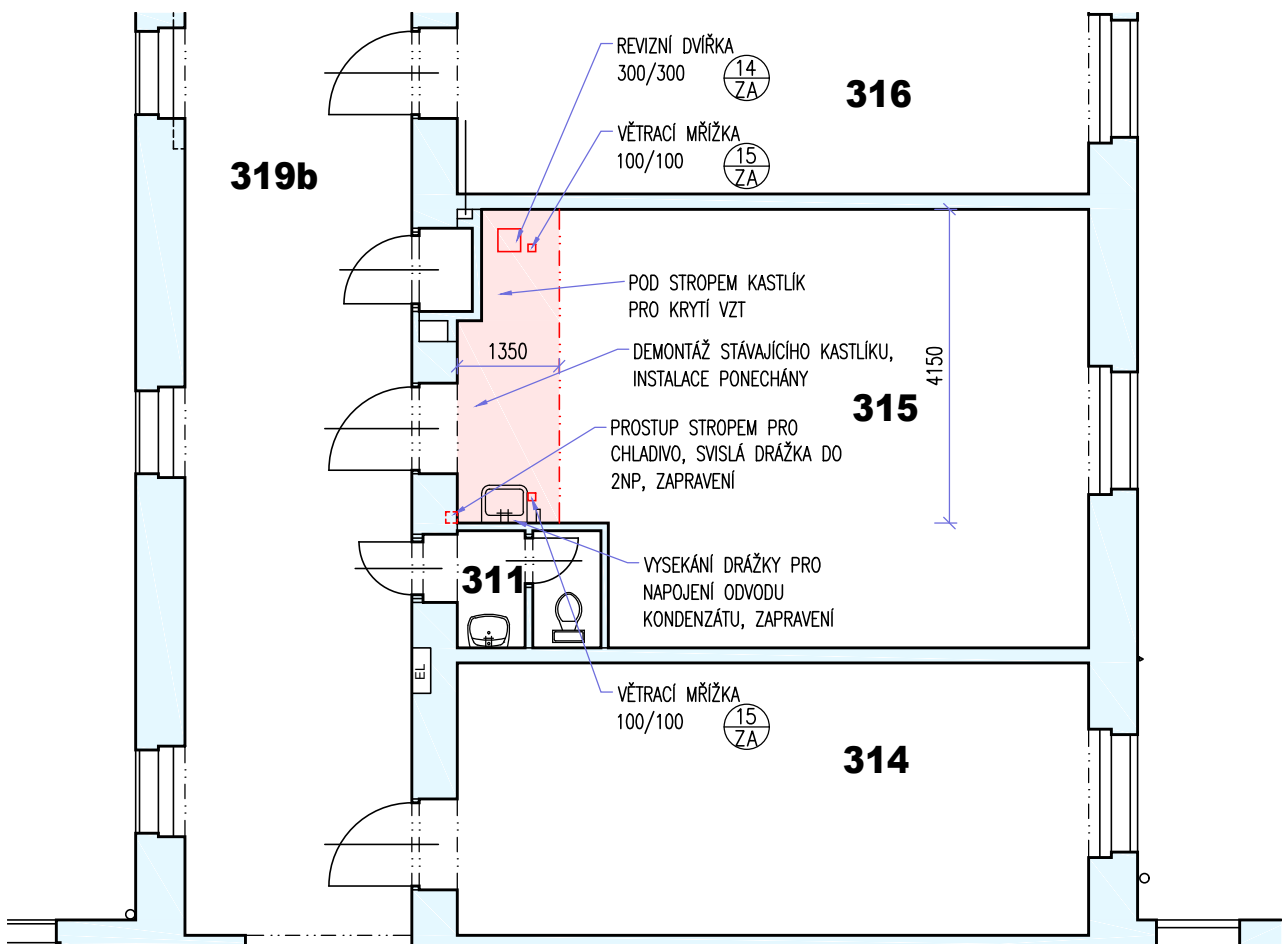 REVIZNÍ DVÍŘKA
300/300
14
ZA
316
VĚTRACÍ MŘÍŽKA
100/100
15
ZA
319b
POD STROPEM KASTLÍK
PRO KRYTÍ VZT
1350
DEMONTÁŽ STÁVAJÍCÍHO KASTLÍKU,
INSTALACE PONECHÁNY
4150
315
PROSTUP STROPEM PRO
CHLADIVO, SVISLÁ DRÁŽKA DO
2NP, ZAPRAVENÍ
311
VYSEKÁNÍ DRÁŽKY PRO
NAPOJENÍ ODVODU
KONDENZÁTU, ZAPRAVENÍ
EL
VĚTRACÍ MŘÍŽKA
100/100
15
ZA
314